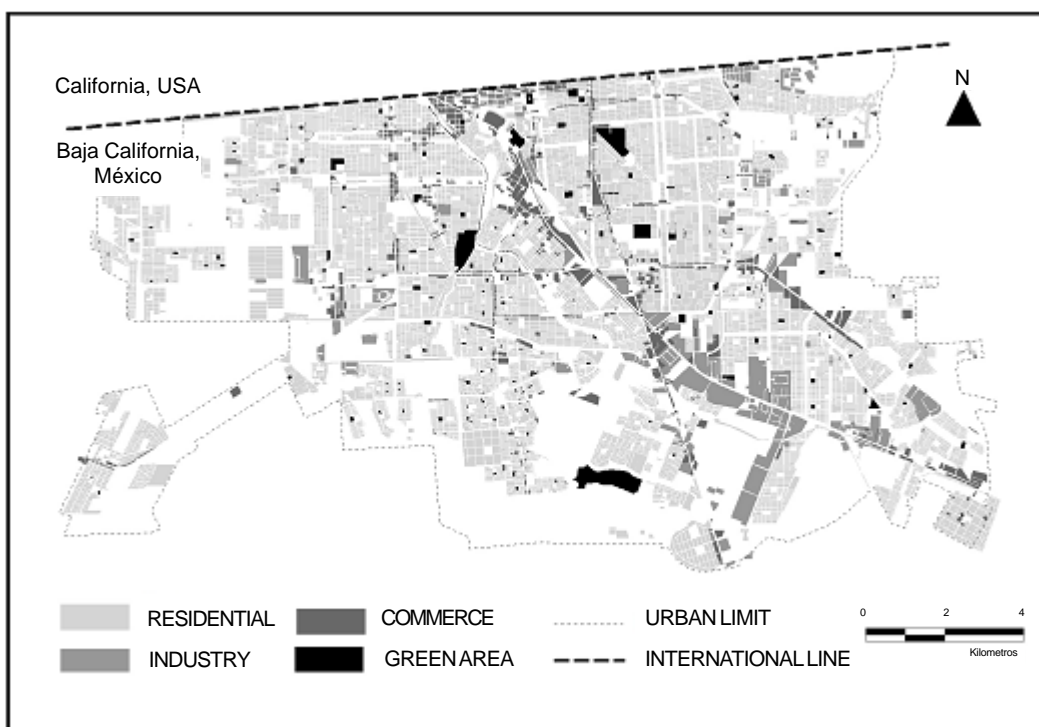 California, USA
Baja California,
México
N
RESIDENTIAL
COMMERCE
URBAN LIMIT
INDUSTRY
GREEN AREA
INTERNATIONAL LINE
0 2 4
Kilometros